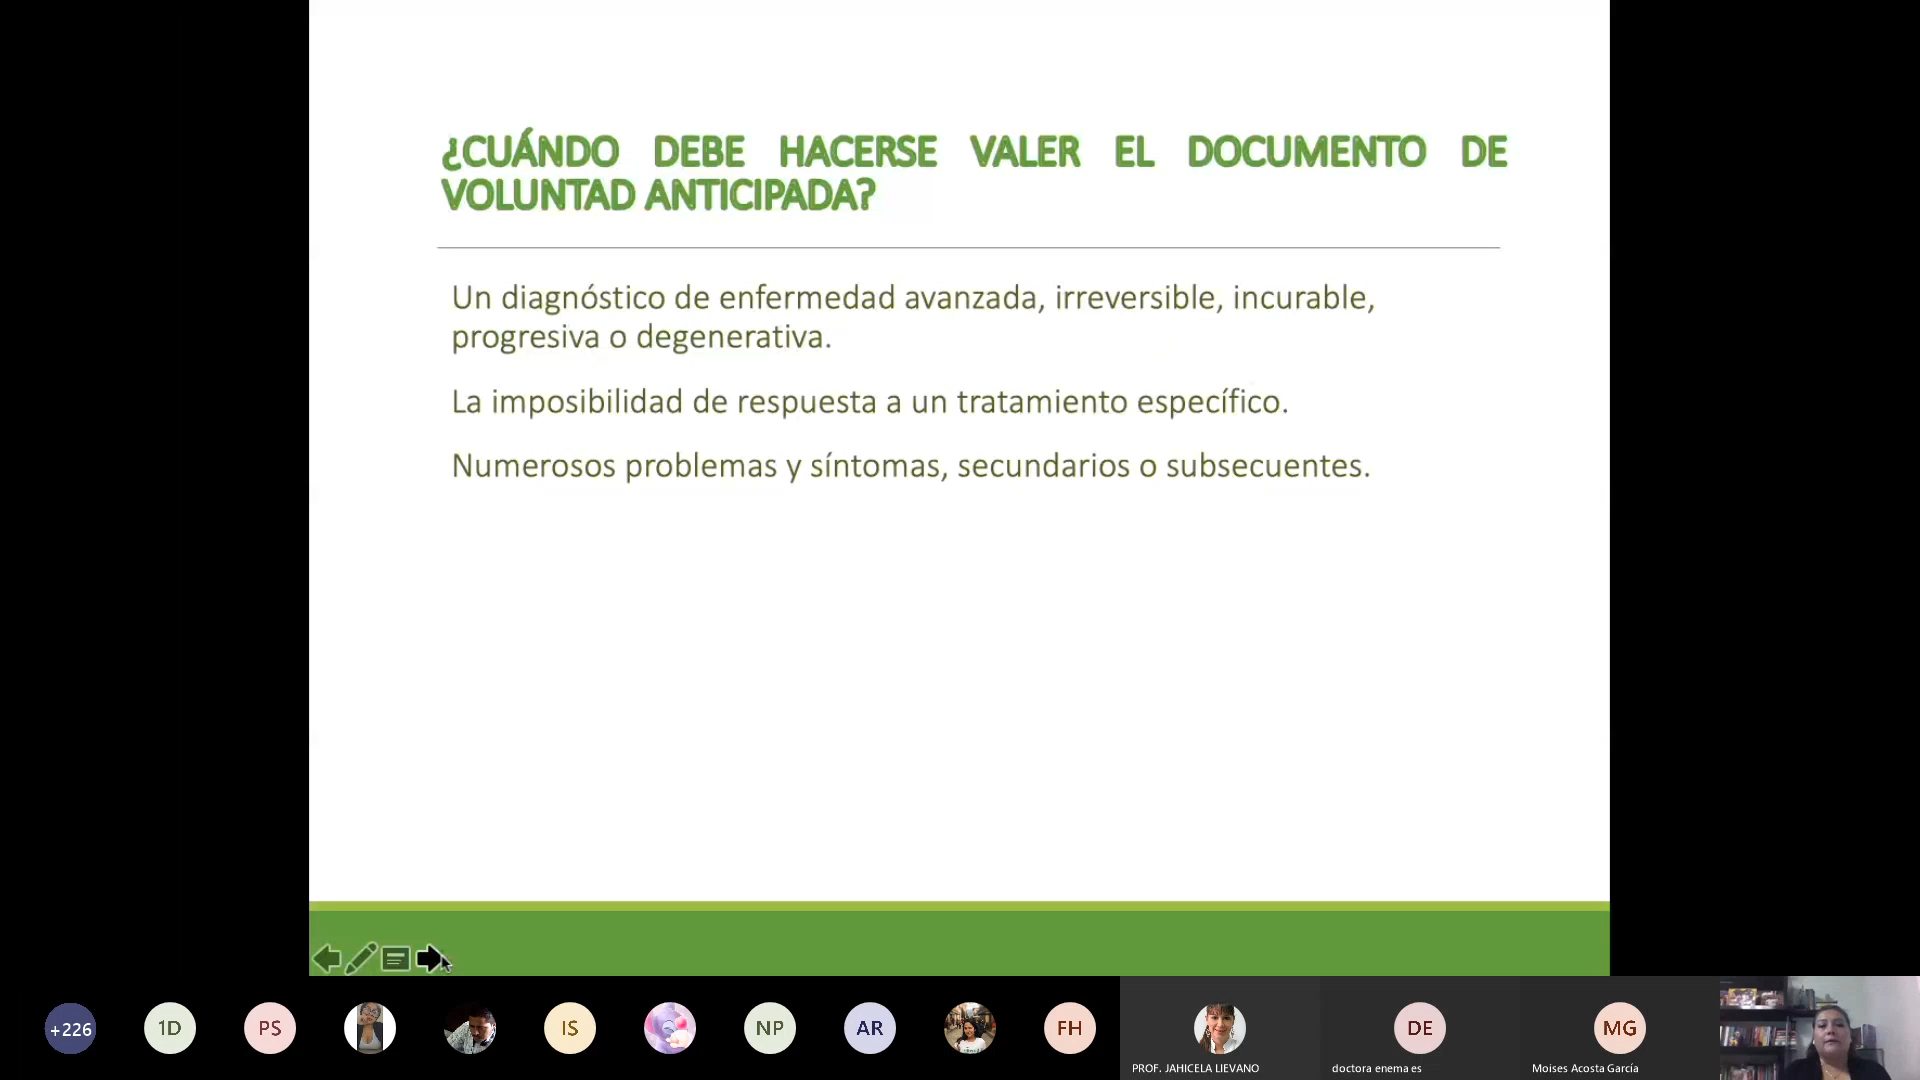 ¿CUÁNDO DEBE HACERSE VALER EL DOCUMENTO DE
VOLUNTAD ANTICIPADA?
Un diagnóstico de enfermedad avanzada, irreversible, incurable,
progresiva o degenerativa.
La imposibilidad de respuesta a un tratamiento específico.
Numerosos problemas y síntomas, secundarios o subsecuentes.
+226
1D
PS
IS
NP
AR
FH
DE
MG
PROF. JAHICELA LIEVANO
doctora enema es
Moises Acosta García